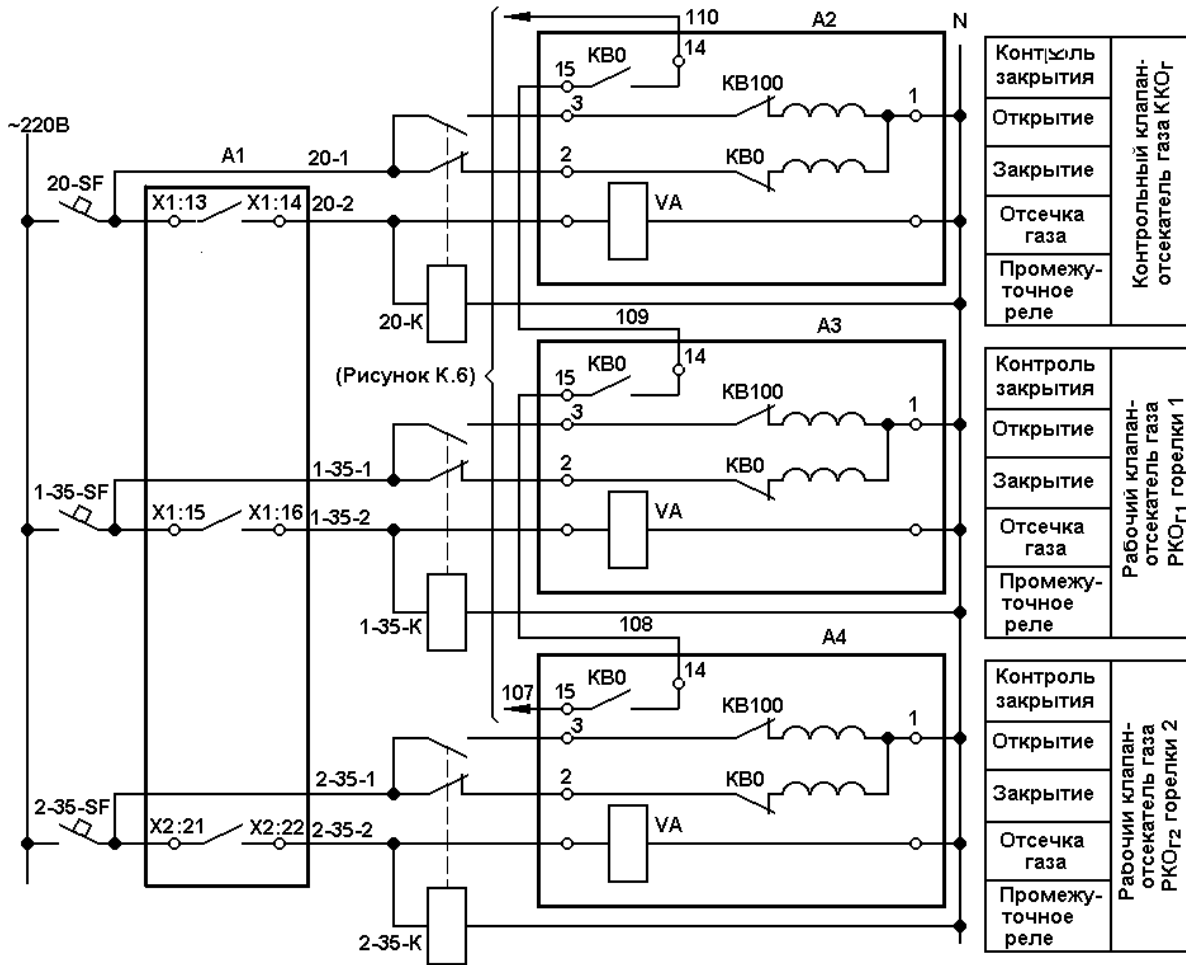 110
А2
N
15
КВ0
14
КВ100
3
1
~220В
А1
20-1
2
КВ0
20-SF
X1:13
X1:14
20-2
VA
20-К
109
А3
(Рисунок К.6)
15
КВ0
14
КВ100
3
1
1-35-1
2
КВ0
1-35-SF
X1:15
X1:16
1-35-2
VA
1-35-К
108
А4
107
15
КВ0
14
КВ100
3
1
2-35-1
2
КВ0
2-35-SF
X2:21
X2:22
2-35-2
VA
2-35-К
Контроль
закрытия
Открытие
Закрытие
Отсечка
газа
Промежу-
точное
реле
Контрольный клапан-
отсекатель газа ККОг
Контроль
закрытия
Открытие
Закрытие
Отсечка
газа
Промежу-
точное
реле
Рабочий клапан-
отсекатель газа
РКОг1 горелки 1
Контроль
закрытия
Открытие
Закрытие
Отсечка
газа
Промежу-
точное
реле
Рабочии клапан-
отсекатель газа
РКОг2 горелки 2